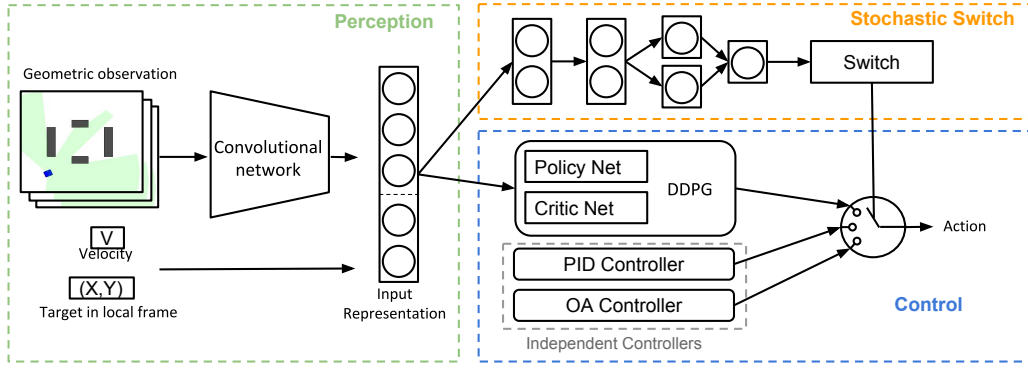 Perception
Geometric observation
Convolutional
network
V
Velocity
(X,Y)
Target in local frame
Input
Representation
Stochastic Switch
Switch
Policy Net
Critic Net
DDPG
PID Controller
OA Controller
Independent Controllers
Action
Control